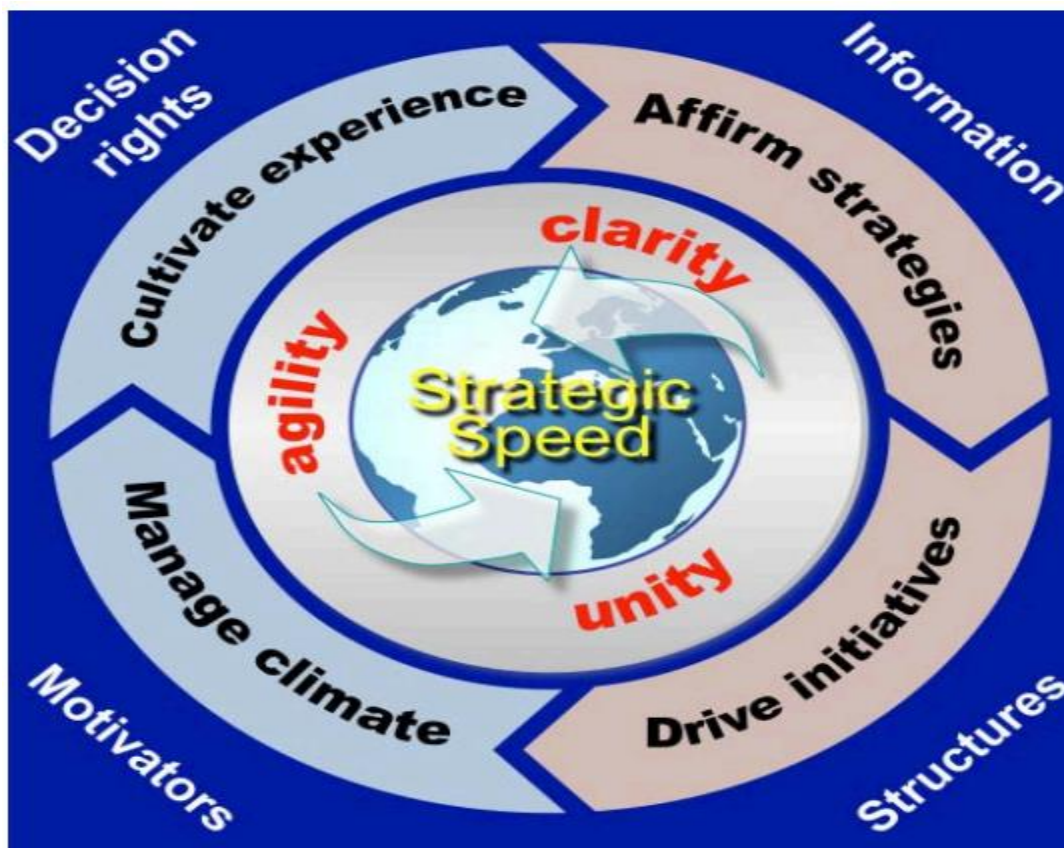 Decision
rights
Information
Cultivate experience
Affirm strategies
clarity
agility
Strategic
Speed
unity
Manage climate
Drive initiatives
Motivators
Structures